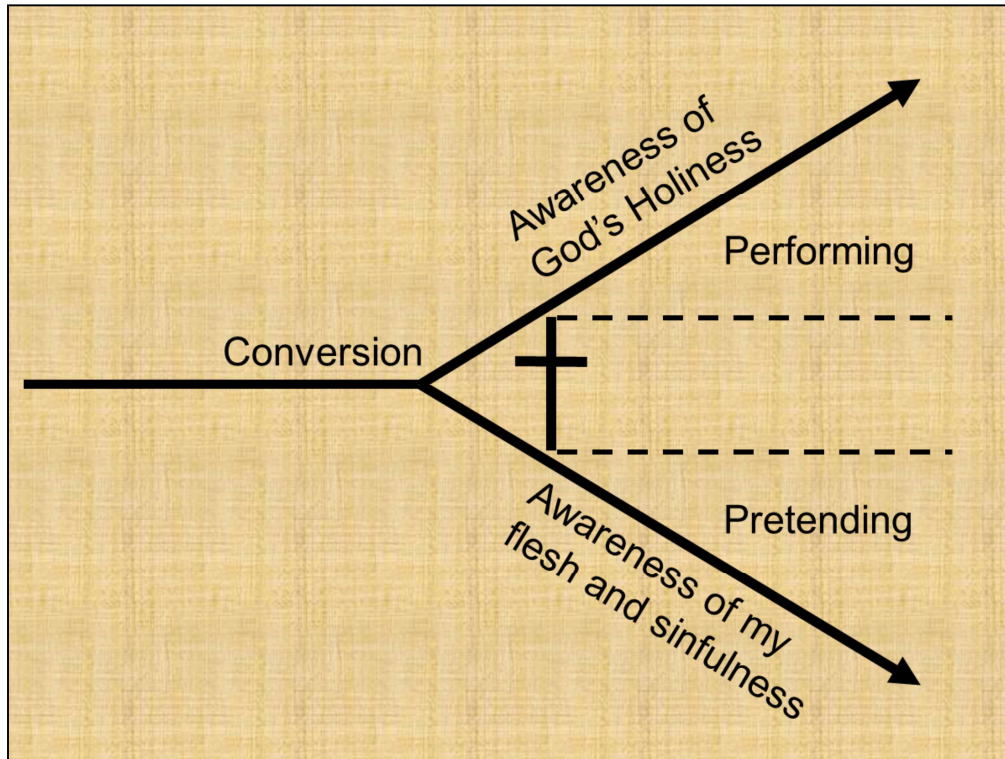 Awareness of
God's Holiness
Performing
Conversion
Pretending
Awareness of my
flesh and sinfulness